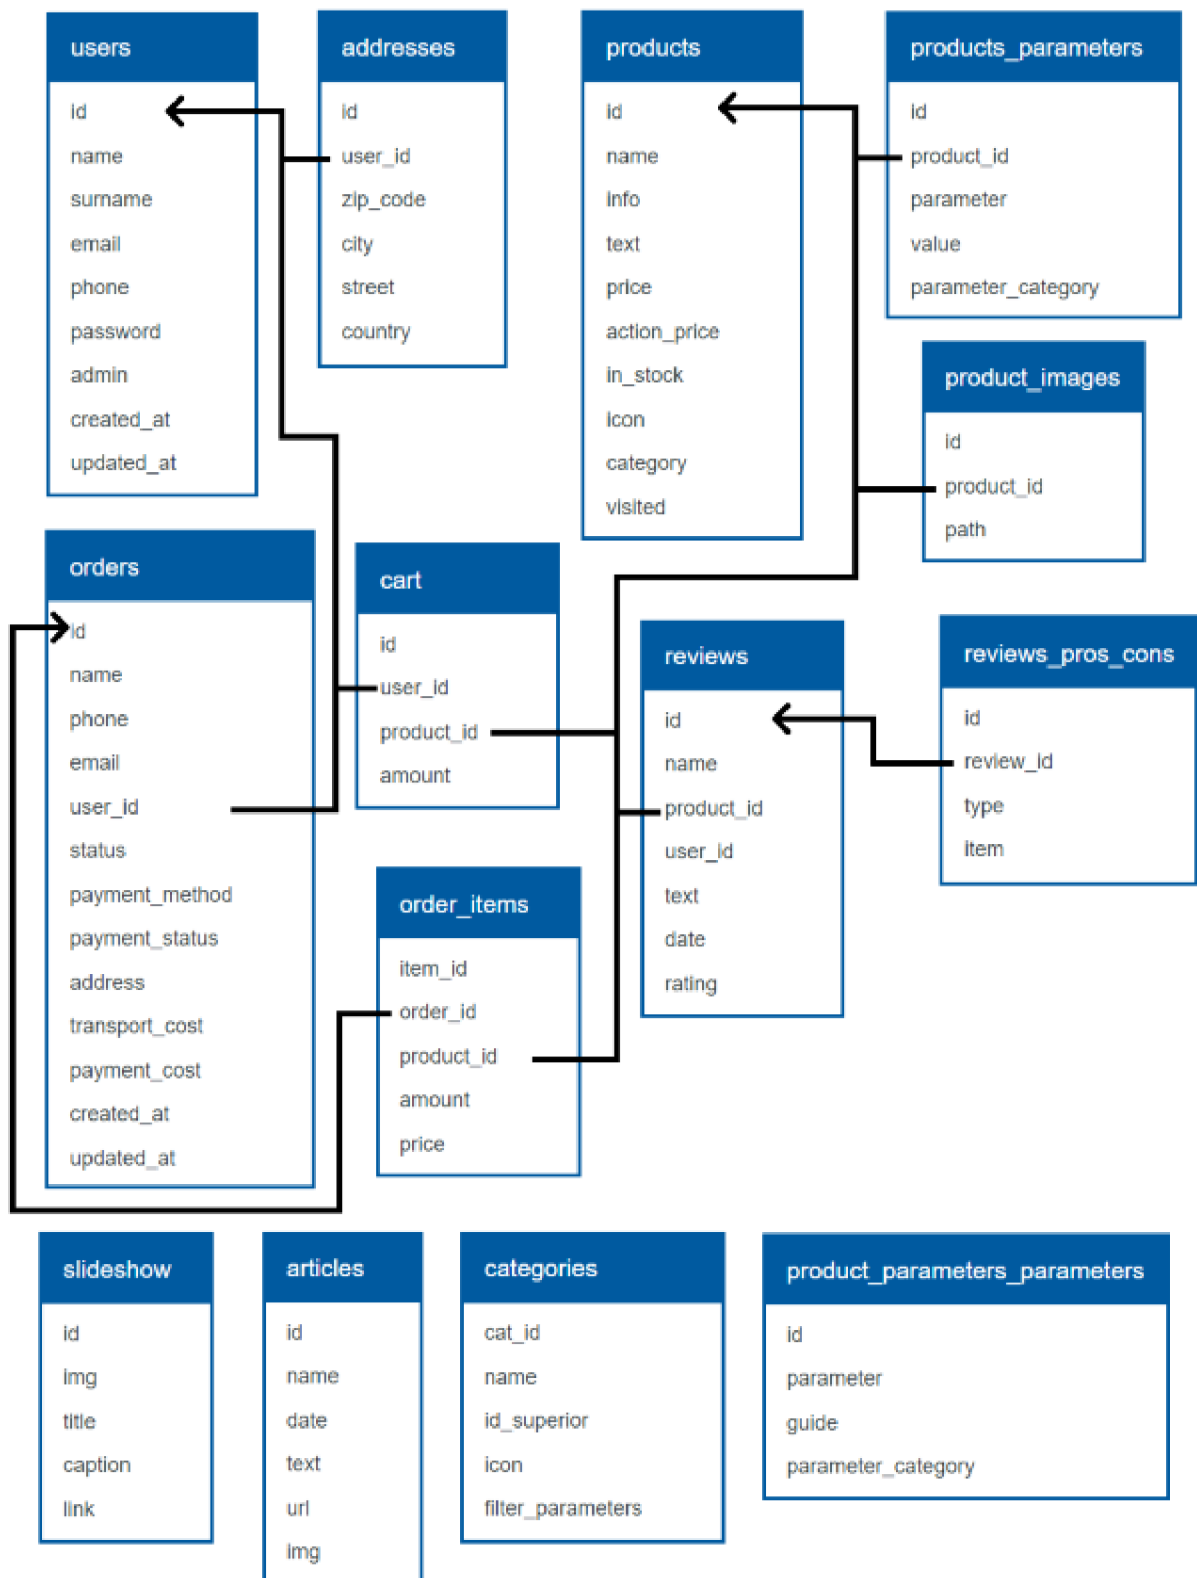 users
id
name
surname
email
phone
password
admin
created_at
updated_at
addresses
id
user_id
zip_code
city
street
country
products
id
name
info
text
price
action_price
in_stock
icon
category
visited
products_parameters
id
product_id
parameter
value
parameter_category
product_images
id
product_id
path
orders
id
name
phone
email
user_id
status
payment_method
payment_status
address
transport_cost
payment_cost
created_at
updated_at
cart
id
user_id
product_id
amount
reviews
id
name
product_id
user_id
text
date
rating
reviews_pros_cons
id
review_id
type
item
order_items
item_id
order_id
product_id
amount
price
slideshow
id
img
title
caption
link
articles
id
name
date
text
url
img
categories
cat_id
name
id_superior
icon
filter_parameters
product_parameters_parameters
id
parameter
guide
parameter_category